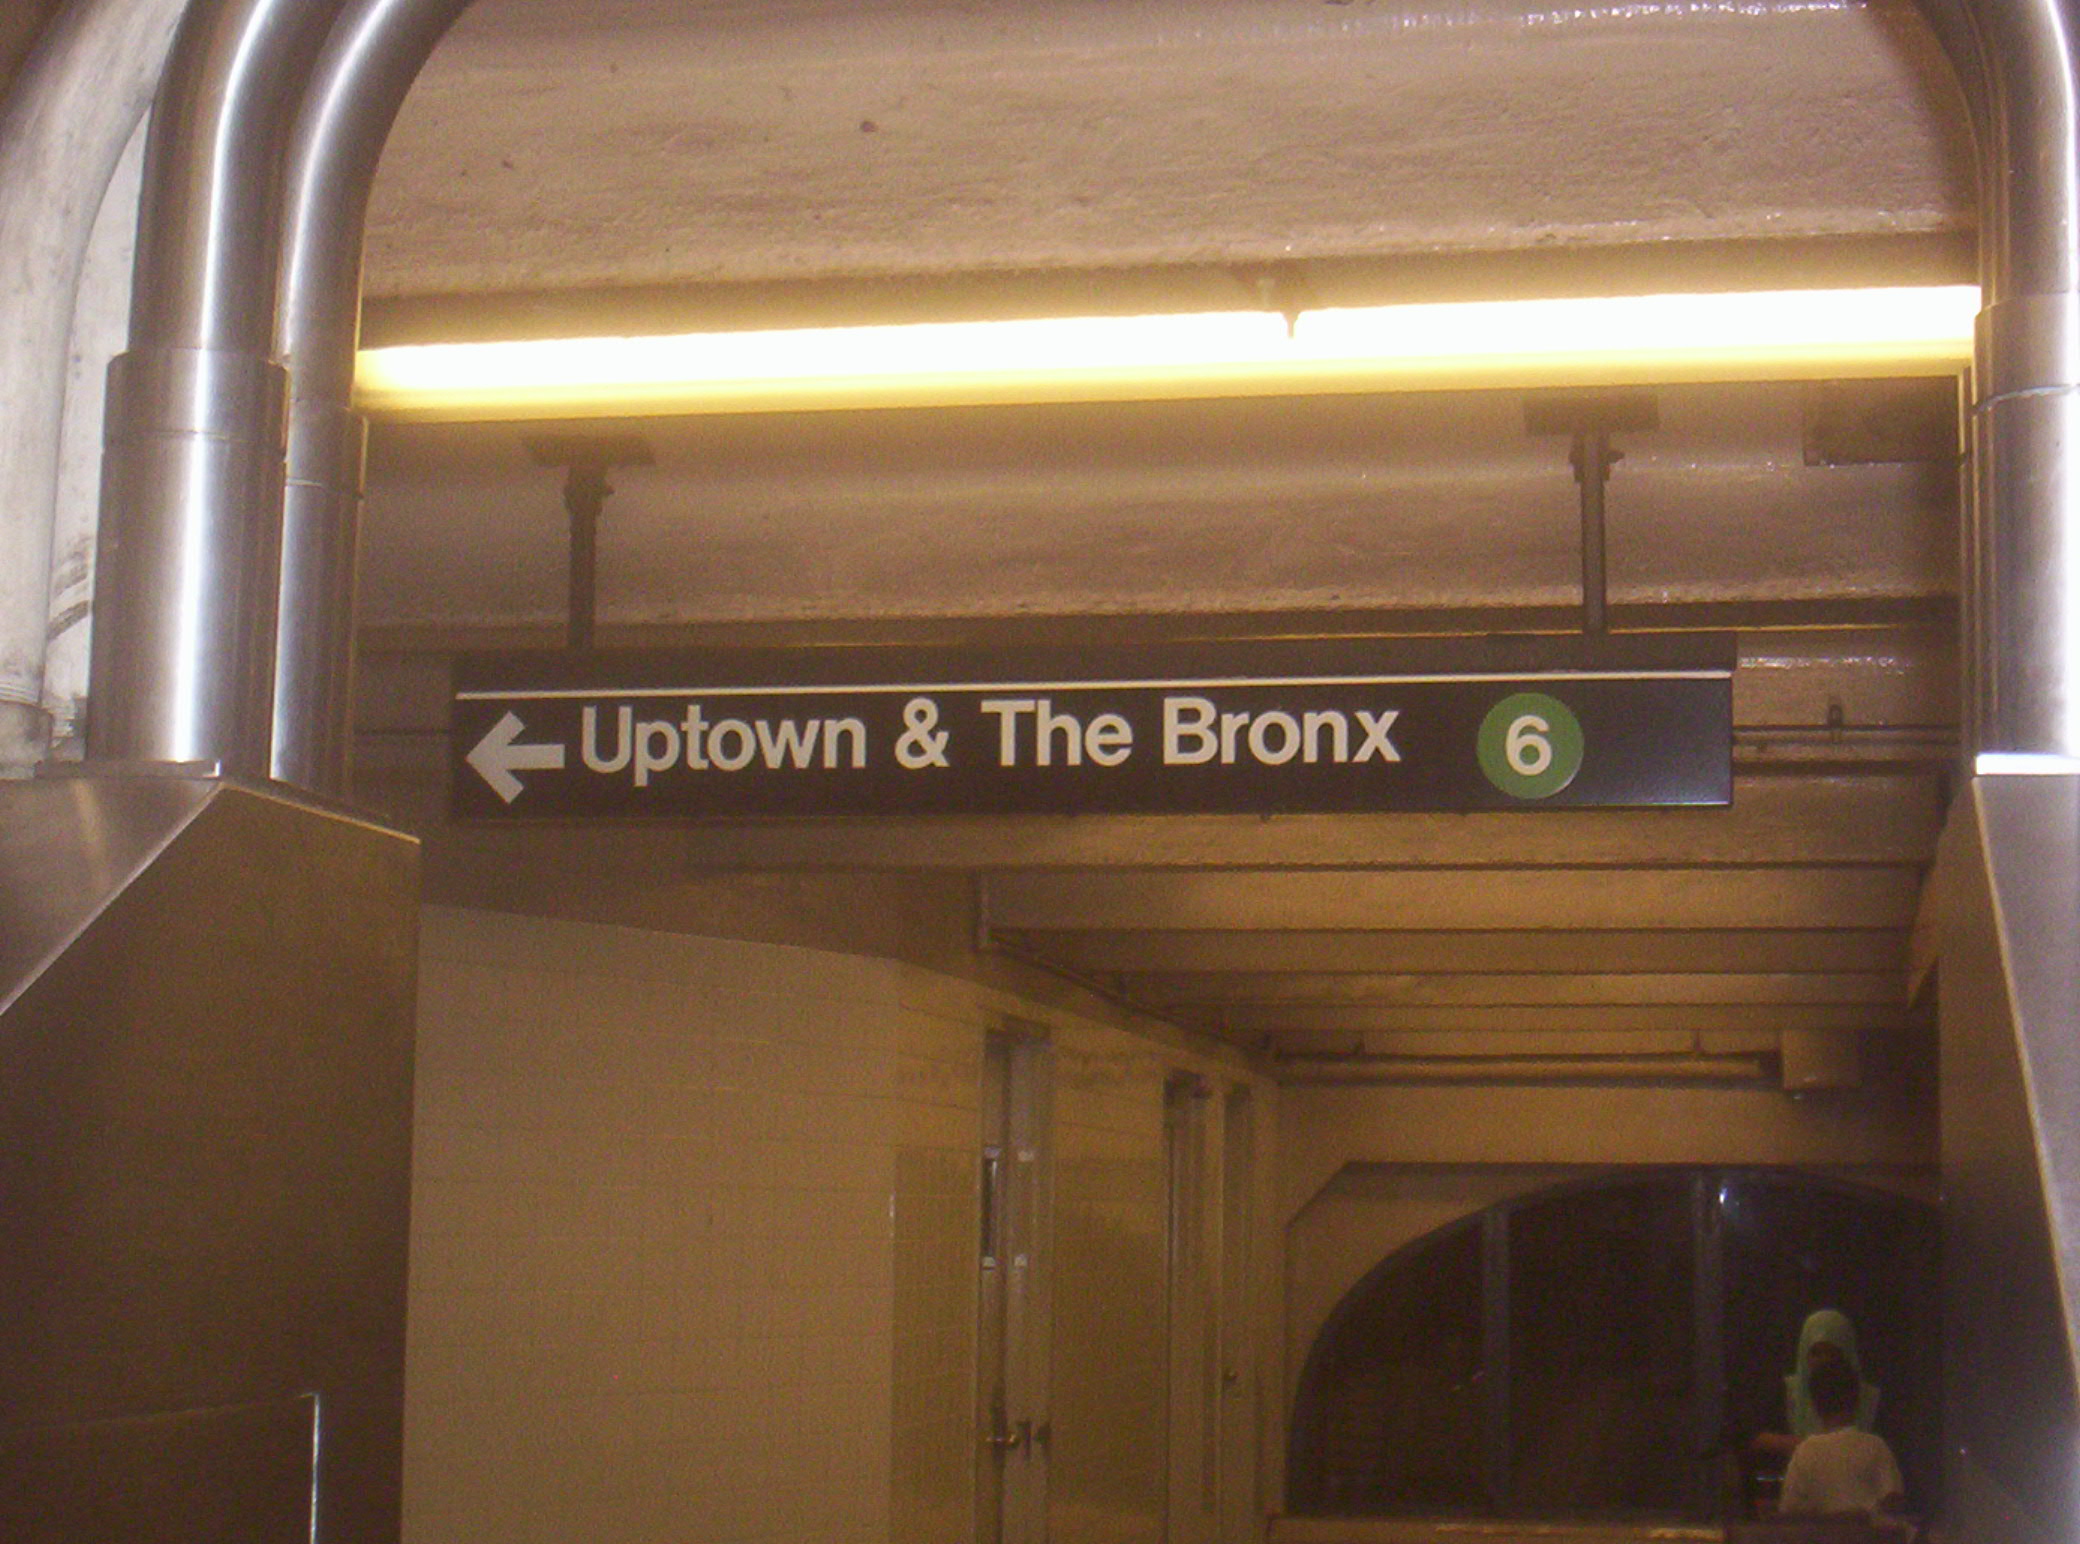 ← Uptown & The Bronx 6